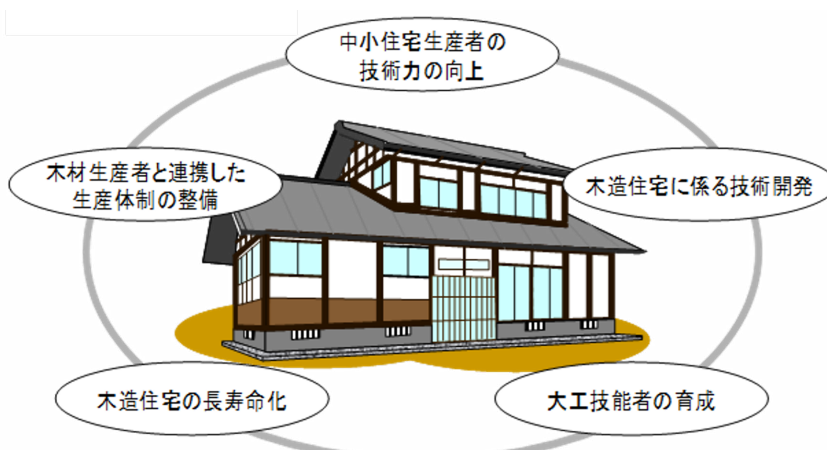 中小住宅生産者の
技術力の向上
木材生産者と連携した
生産体制の整備
木造住宅に係る技術開発
木造住宅の長寿命化
大工技能者の育成